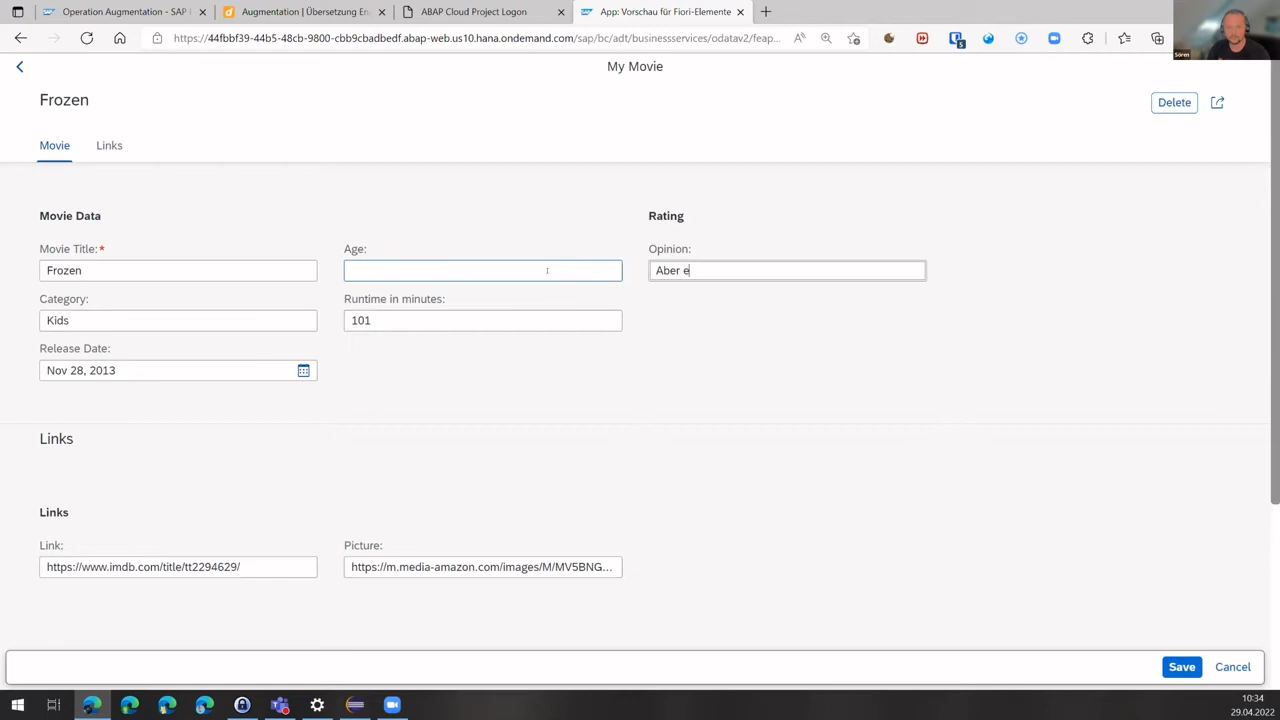 Operation Augmentation - SAP
Augmentation | Übersetzung En
ABAP Cloud Project Logon
App: Vorschau für Fiori-Elemente
https://44fbbf39-44b5-48cb-9800-cbb9cbadbedf.abap-web.us10.hana.ondemand.com/sap/bc/adt/businessservices/odatav2/feap...
5
Sören
My Movie
Frozen
Delete
Movie
Links
Movie Data
Rating
Movie Title:*
Age:
Opinion:
Frozen
Aber e
Category:
Runtime in minutes:
Kids
101
Release Date:
Nov 28, 2013
Links
Links
Link:
Picture:
https://www.imdb.com/title/tt2294629/
https://m.media-amazon.com/images/M/MV5BNG...
Save
Cancel
10:34
29.04.2022